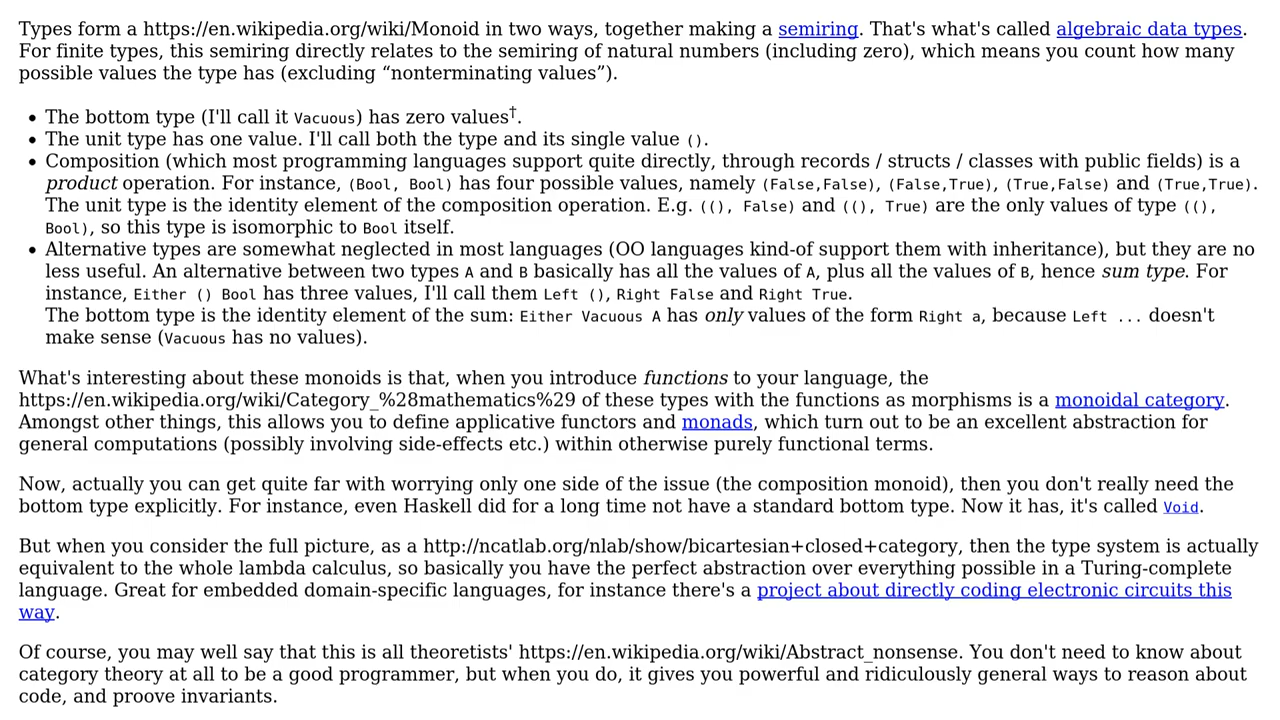 Types form a https://en.wikipedia.org/wiki/Monoid in two ways, together making a semiring. That's what's called algebraic data types.
For finite types, this semiring directly relates to the semiring of natural numbers (including zero), which means you count how many
possible values the type has (excluding “nonterminating values”).
• The bottom type (I'll call it Vacuous) has zero values†.
• The unit type has one value. I'll call both the type and its single value ().
• Composition (which most programming languages support quite directly, through records / structs / classes with public fields) is a
product operation. For instance, (Bool, Bool) has four possible values, namely (False,False), (False,True), (True,False) and (True,True).
The unit type is the identity element of the composition operation. E.g. ((), False) and ((), True) are the only values of type ((),
Bool), so this type is isomorphic to Bool itself.
• Alternative types are somewhat neglected in most languages (OO languages kind-of support them with inheritance), but they are no
less useful. An alternative between two types A and B basically has all the values of A, plus all the values of B, hence sum type. For
instance, Either () Bool has three values, I'll call them Left (), Right False and Right True.
The bottom type is the identity element of the sum: Either Vacuous A has only values of the form Right a, because Left ... doesn't
make sense (Vacuous has no values).
What's interesting about these monoids is that, when you introduce functions to your language, the
https://en.wikipedia.org/wiki/Category_%28mathematics%29 of these types with the functions as morphisms is a monoidal category.
Amongst other things, this allows you to define applicative functors and monads, which turn out to be an excellent abstraction for
general computations (possibly involving side-effects etc.) within otherwise purely functional terms.
Now, actually you can get quite far with worrying only one side of the issue (the composition monoid), then you don't really need the
bottom type explicitly. For instance, even Haskell did for a long time not have a standard bottom type. Now it has, it's called Void.
But when you consider the full picture, as a http://ncatlab.org/nlab/show/bicartesian+closed+category, then the type system is actually
equivalent to the whole lambda calculus, so basically you have the perfect abstraction over everything possible in a Turing-complete
language. Great for embedded domain-specific languages, for instance there's a project about directly coding electronic circuits this
way.
Of course, you may well say that this is all theoretists' https://en.wikipedia.org/wiki/Abstract_nonsense. You don't need to know about
category theory at all to be a good programmer, but when you do, it gives you powerful and ridiculously general ways to reason about
code, and proove invariants.